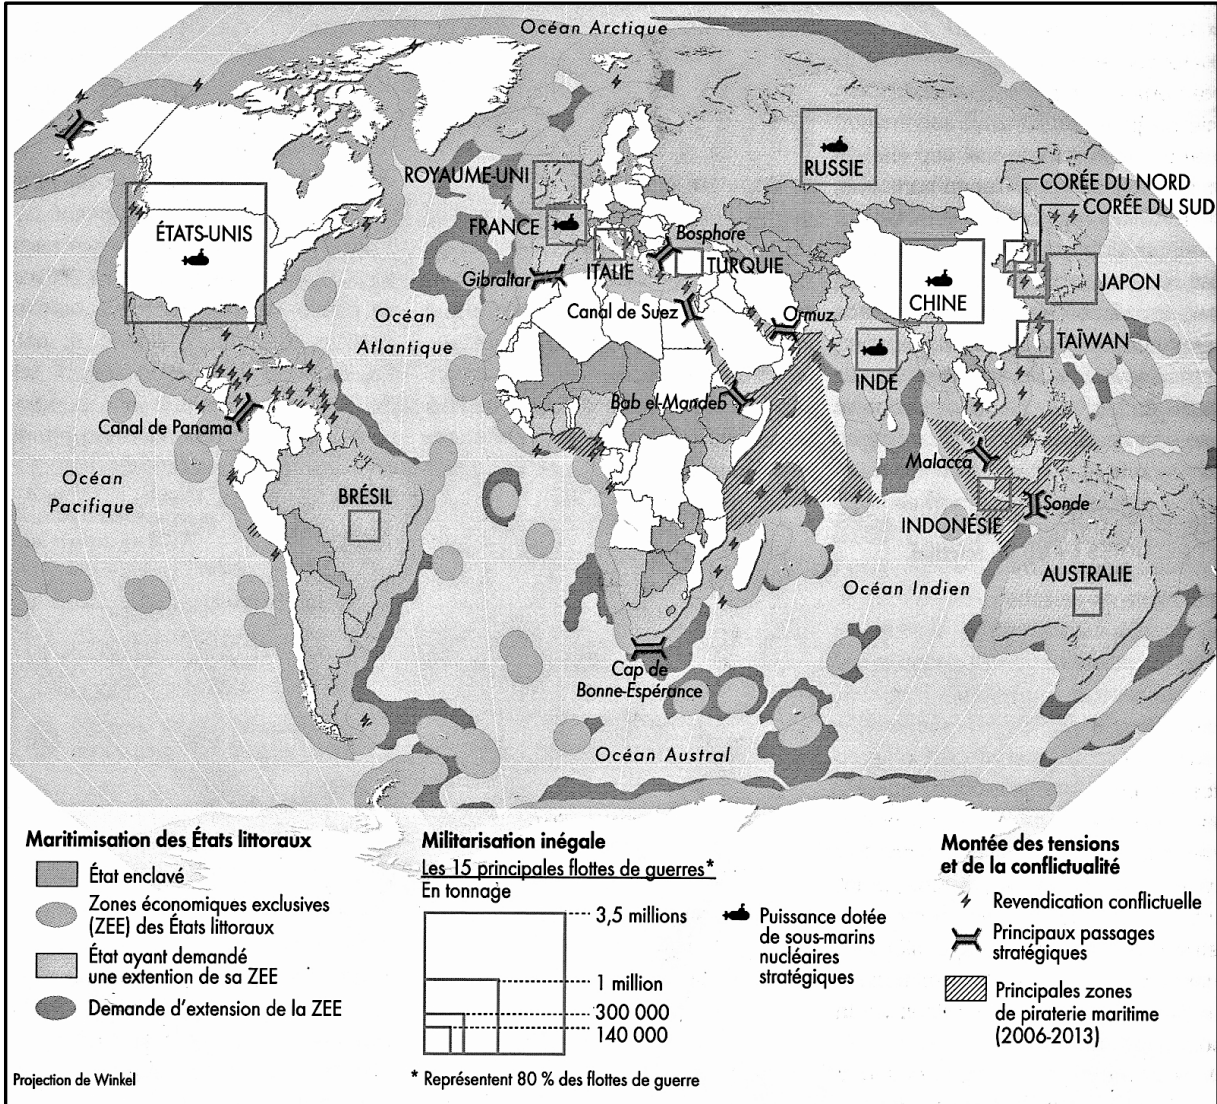 Océan Arctique
ROYAUME-UNI
RUSSIE
CORÉE DU NORD
CORÉE DU SUD
ÉTATS-UNIS
FRANCE
Bosphore
ITALIE
TURQUIE
Gibraltar
CHINE
JAPON
Canal de Suez
Ormuz
Océan
Atlantique
TAÏWAN
INDE
Bab el-Mandeb
Canal de Panama
Malacca
Océan
Pacifique
BRÉSIL
Sonde
INDONÉSIE
AUSTRALIE
Océan Indien
Cap de
Bonne-Espérance
Océan Austral
Maritimisation des États littoraux
État enclavé
Zones économiques exclusives
(ZEE) des États littoraux
État ayant demandé
une extention de sa ZEE
Demande d'extension de la ZEE
Projection de Winkel
Militarisation inégale
Les 15 principales flottes de guerres*
En tonnage
3,5 millions
1 million
300 000
140 000
* Représentent 80 % des flottes de guerre
Puissance dotée
de sous-marins
nucléaires
stratégiques
Montée des tensions
et de la conflictualité
Revendication conflictuelle
Principaux passages
stratégiques
Principales zones
de piraterie maritime
(2006-2013)